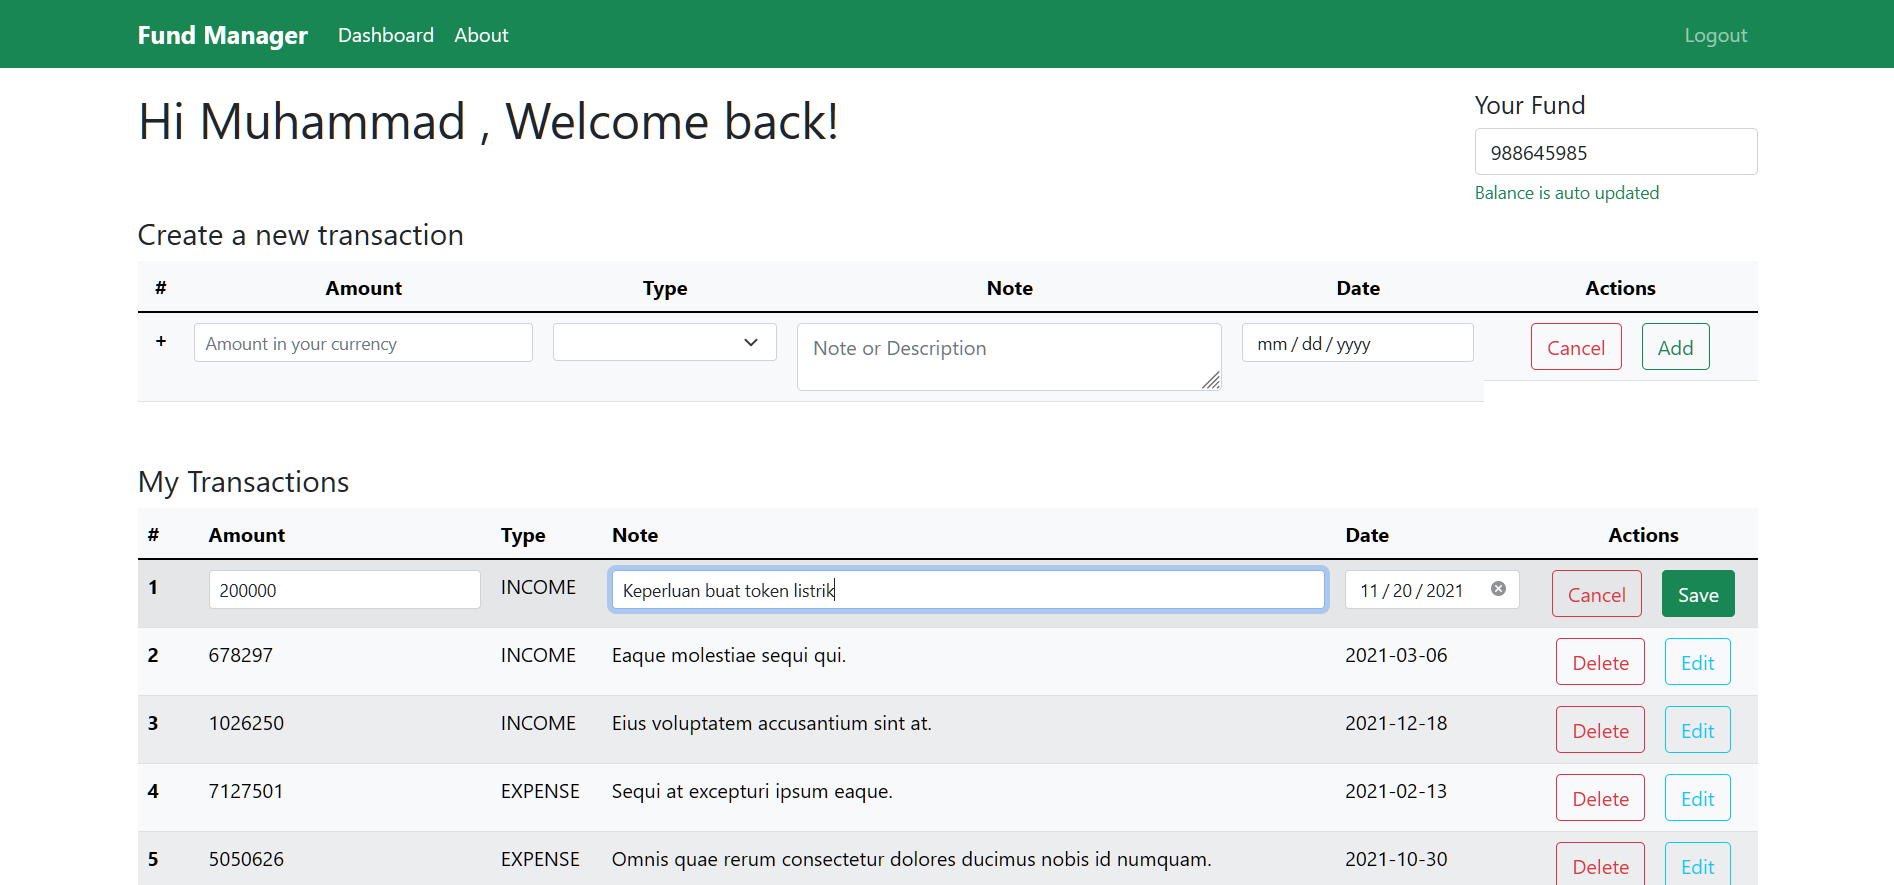 Fund Manager Dashboard About Logout
Hi Muhammad , Welcome back!
Your Fund
988645985
Balance is auto updated
Create a new transaction
# Amount Type Note Date Actions
+ Amount in your currency Note or Description mm / dd / yyyy Cancel Add
My Transactions
# Amount Type Note Date Actions
1 200000 INCOME Keperluan buat token listrik 11 / 20 / 2021 Cancel Save
2 678297 INCOME Eaque molestiae sequi qui. 2021-03-06 Delete Edit
3 1026250 INCOME Eius voluptatem accusantium sint at. 2021-12-18 Delete Edit
4 7127501 EXPENSE Sequi at excepturi ipsum eaque. 2021-02-13 Delete Edit
5 5050626 EXPENSE Omnis quae rerum consectetur dolores ducimus nobis id numquam. 2021-10-30 Delete Edit